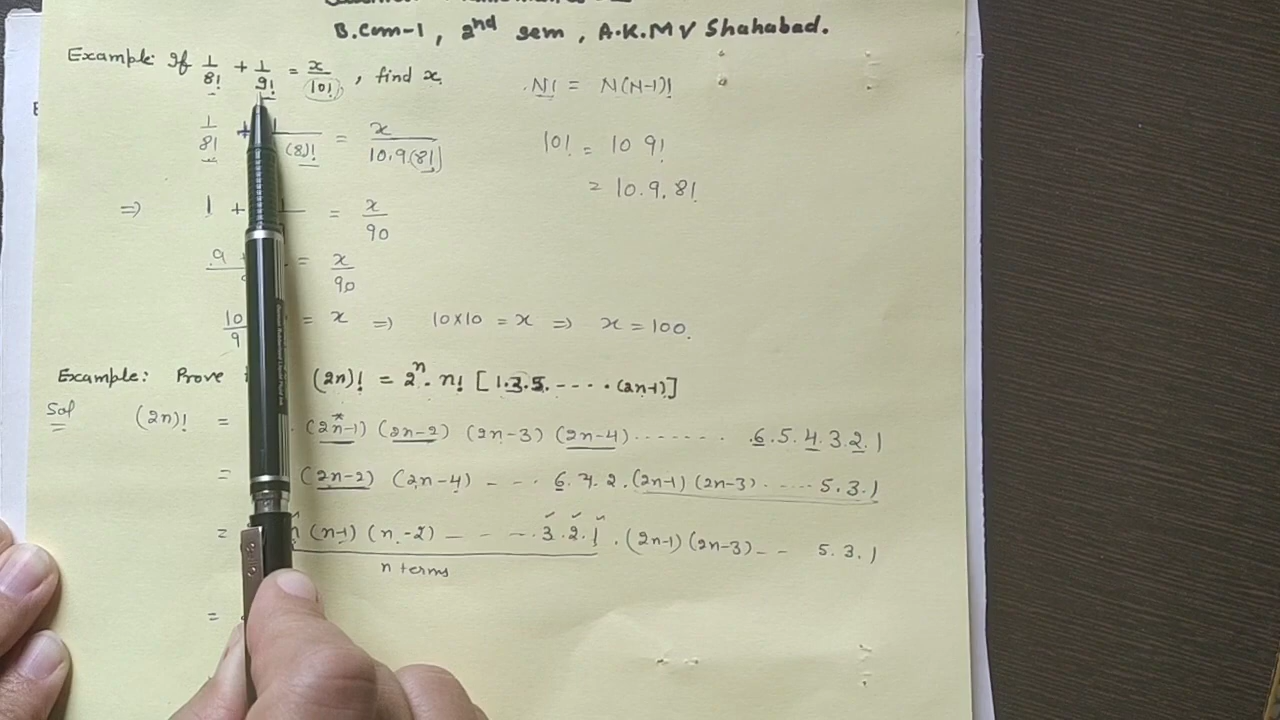 B.Com-1, 2nd sem, A.K.M V Shahabad.
Example: If 1/8! + 1/9! = x/10!, find x.
N! = N(N-1)!
1/8! + /(8)! = x/10.9.(8!)
10! = 10 9!
= 10.9.8!
⇒ 1 + = x/90
9 + = x/90
10/9 = x ⇒ 10×10 = x ⇒ x = 100.
Example: Prove (2n)! = 2^n. n! [1.3.5. ----- (2n-1)]
Sol (2n)! = . (2n-1)* (2n-2) (2n-3) (2n-4) ........ .6.5.4.3.2.1
= (2n-2) (2n-4) - - .. 6.4.2.(2n-1) (2n-3). .... 5.3.1
= n (n-1) (n-2) - - - .. 3.2.1 . (2n-1) (2n-3) - - 5.3.1
n terms
=